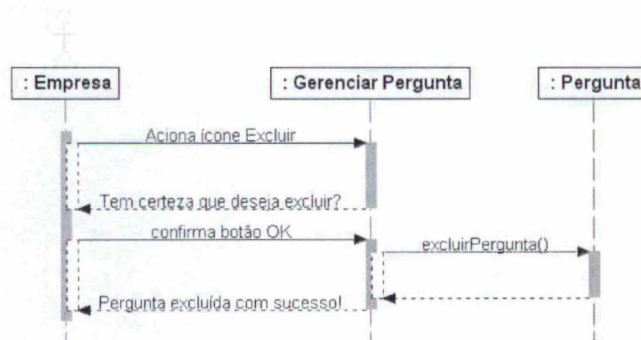 : Empresa
: Gerenciar Pergunta
: Pergunta
Aciona ícone Excluir
Tem certeza que deseja excluir?
confirma botão OK
excluirPergunta()
Pergunta excluída com sucesso!